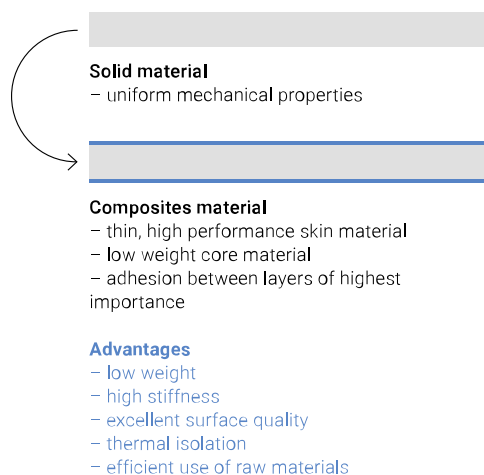 Solid material
– uniform mechanical properties
Composites material
– thin, high performance skin material
– low weight core material
– adhesion between layers of highest
importance
Advantages
– low weight
– high stiffness
– excellent surface quality
– thermal isolation
– efficient use of raw materials